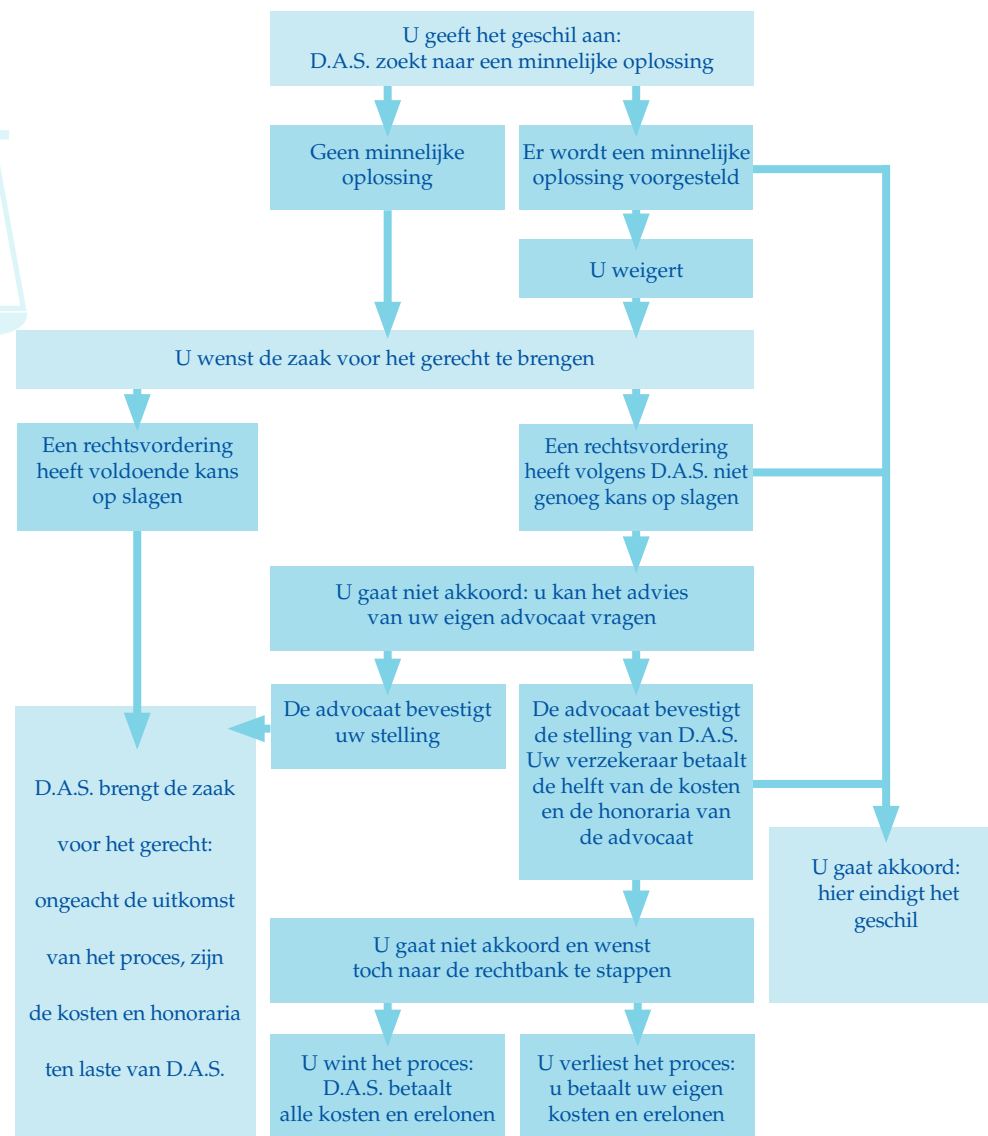 U geeft het geschil aan:
D.A.S. zoekt naar een minnelijke oplossing
Geen minnelijke
oplossing
Er wordt een minnelijke
oplossing voorgesteld
U weigert
U wenst de zaak voor het gerecht te brengen
Een rechtsvordering
heeft voldoende kans
op slagen
Een rechtsvordering
heeft volgens D.A.S. niet
genoeg kans op slagen
U gaat niet akkoord: u kan het advies
van uw eigen advocaat vragen
De advocaat bevestigt
uw stelling
De advocaat bevestigt
de stelling van D.A.S.
Uw verzekeraar betaalt
de helft van de kosten
en de honoraria van
de advocaat
D.A.S. brengt de zaak
voor het gerecht:
ongeacht de uitkomst
van het proces, zijn
de kosten en honoraria
ten laste van D.A.S.
U gaat akkoord:
hier eindigt het
geschil
U gaat niet akkoord en wenst
toch naar de rechtbank te stappen
U wint het proces:
D.A.S. betaalt
alle kosten en erelonen
U verliest het proces:
u betaalt uw eigen
kosten en erelonen